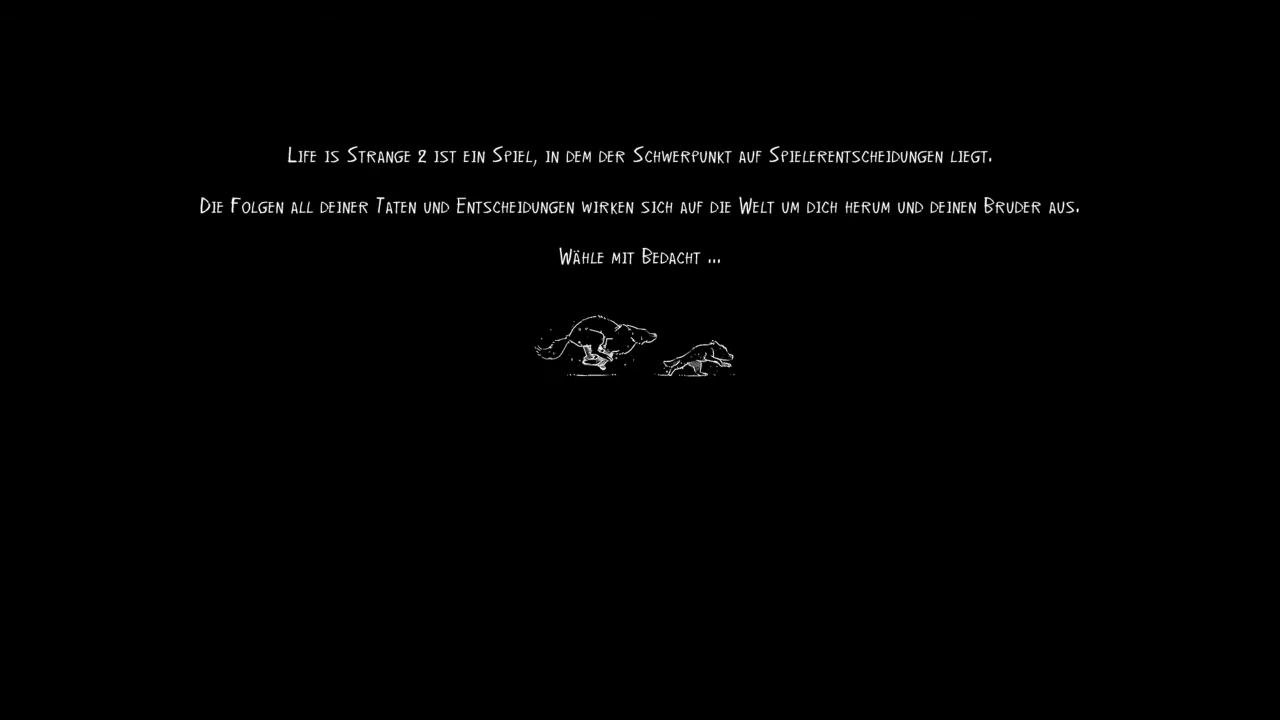 Life is Strange 2 ist ein Spiel, in dem der Schwerpunkt auf Spielerentscheidungen liegt.
Die Folgen all deiner Taten und Entscheidungen wirken sich auf die Welt um dich herum und deinen Bruder aus.
Wähle mit Bedacht ...